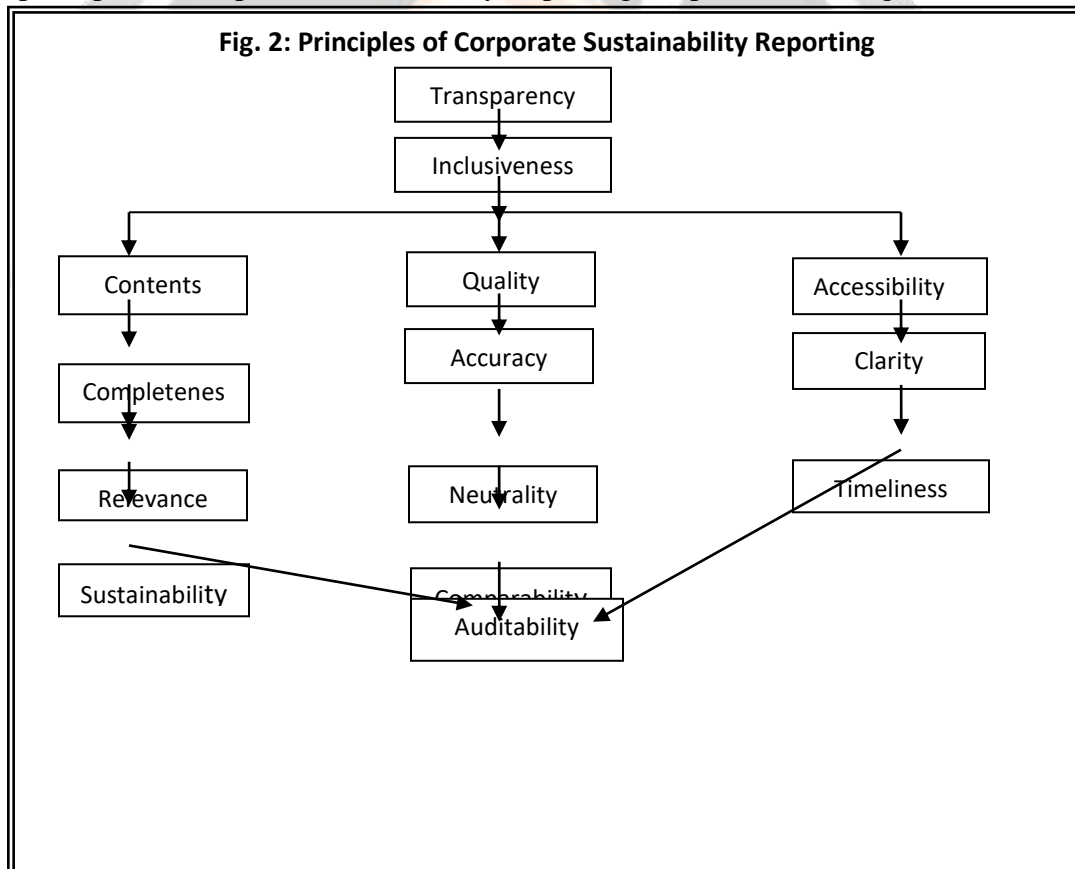 Fig. 2: Principles of Corporate Sustainability Reporting
Transparency
Inclusiveness
Contents
Quality
Accessibility
Accuracy
Clarity
Completenes
Relevance
Neutrality
Timeliness
Sustainability
Comparability
Auditability